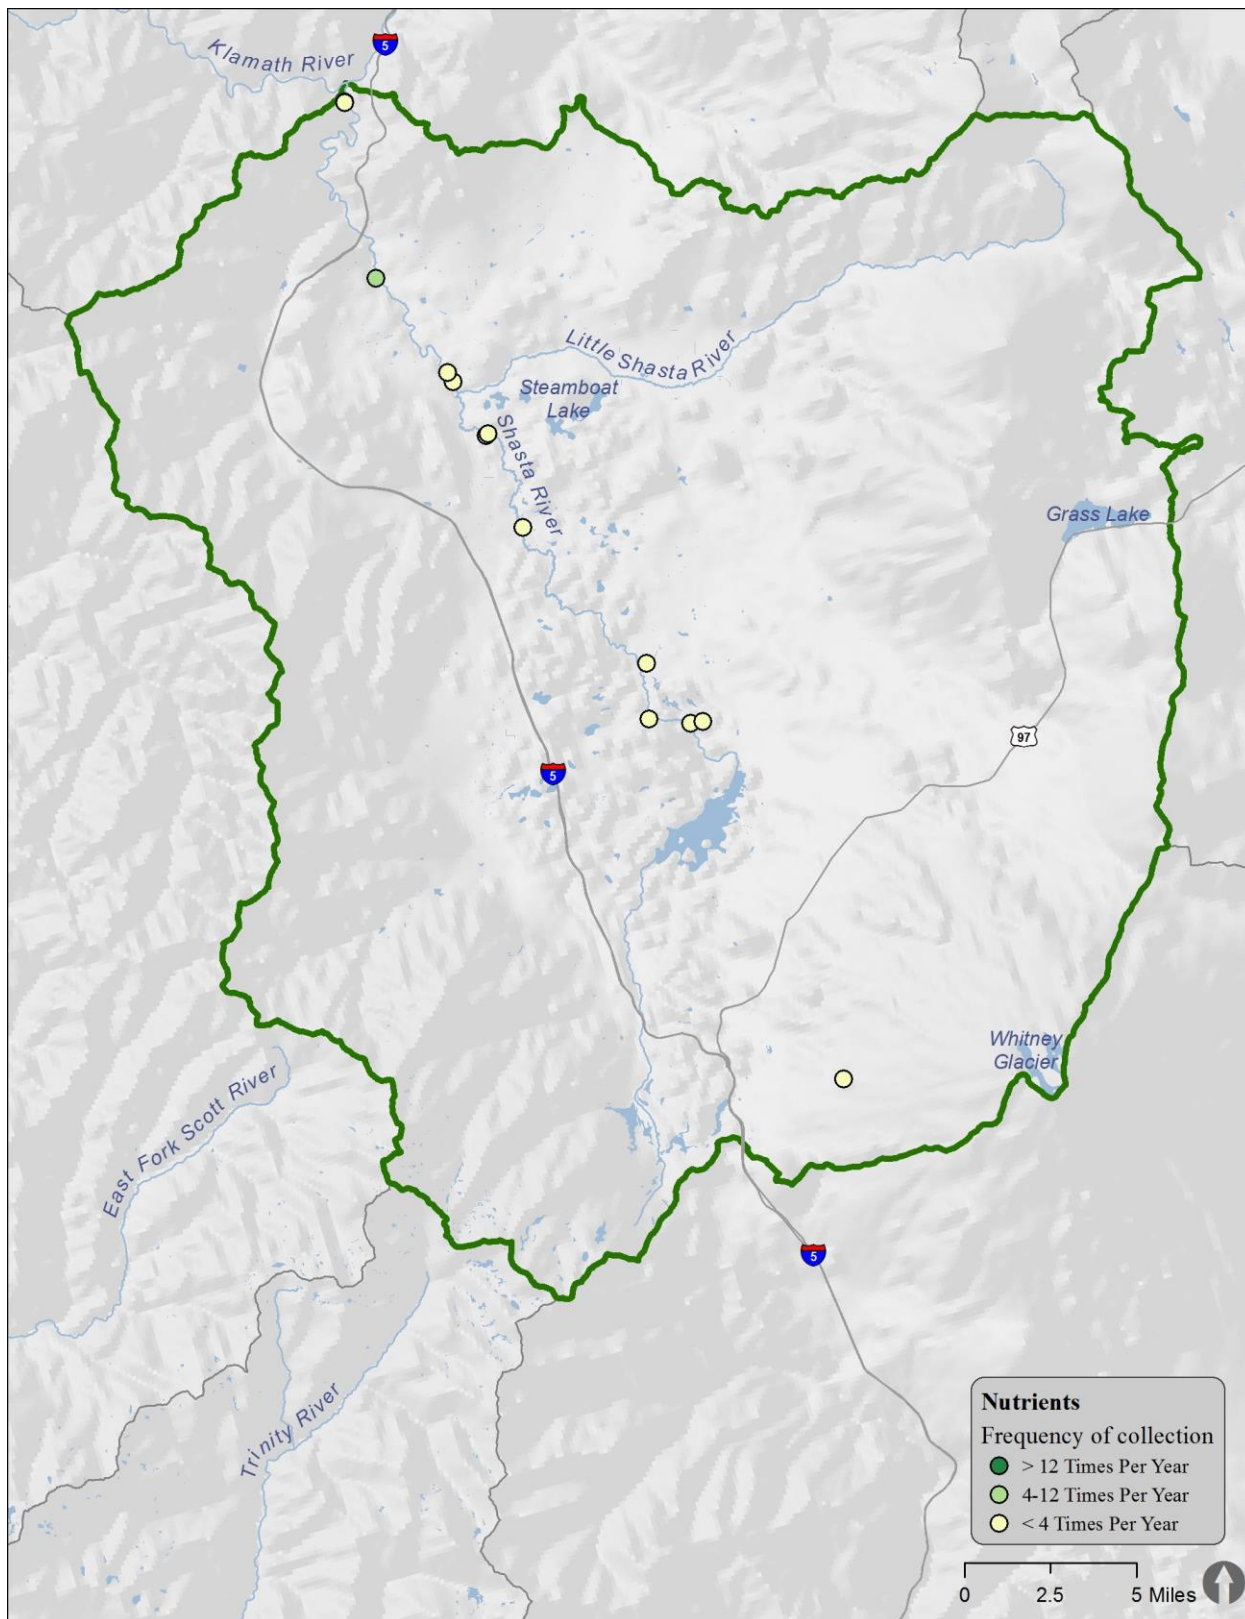 Klamath River
5
Little Shasta River
Steamboat
Lake
Shasta River
Grass Lake
97
5
Whitney
Glacier
East Fork Scott River
5
Trinity River
Nutrients
Frequency of collection
> 12 Times Per Year
4-12 Times Per Year
< 4 Times Per Year
0 2.5 5 Miles